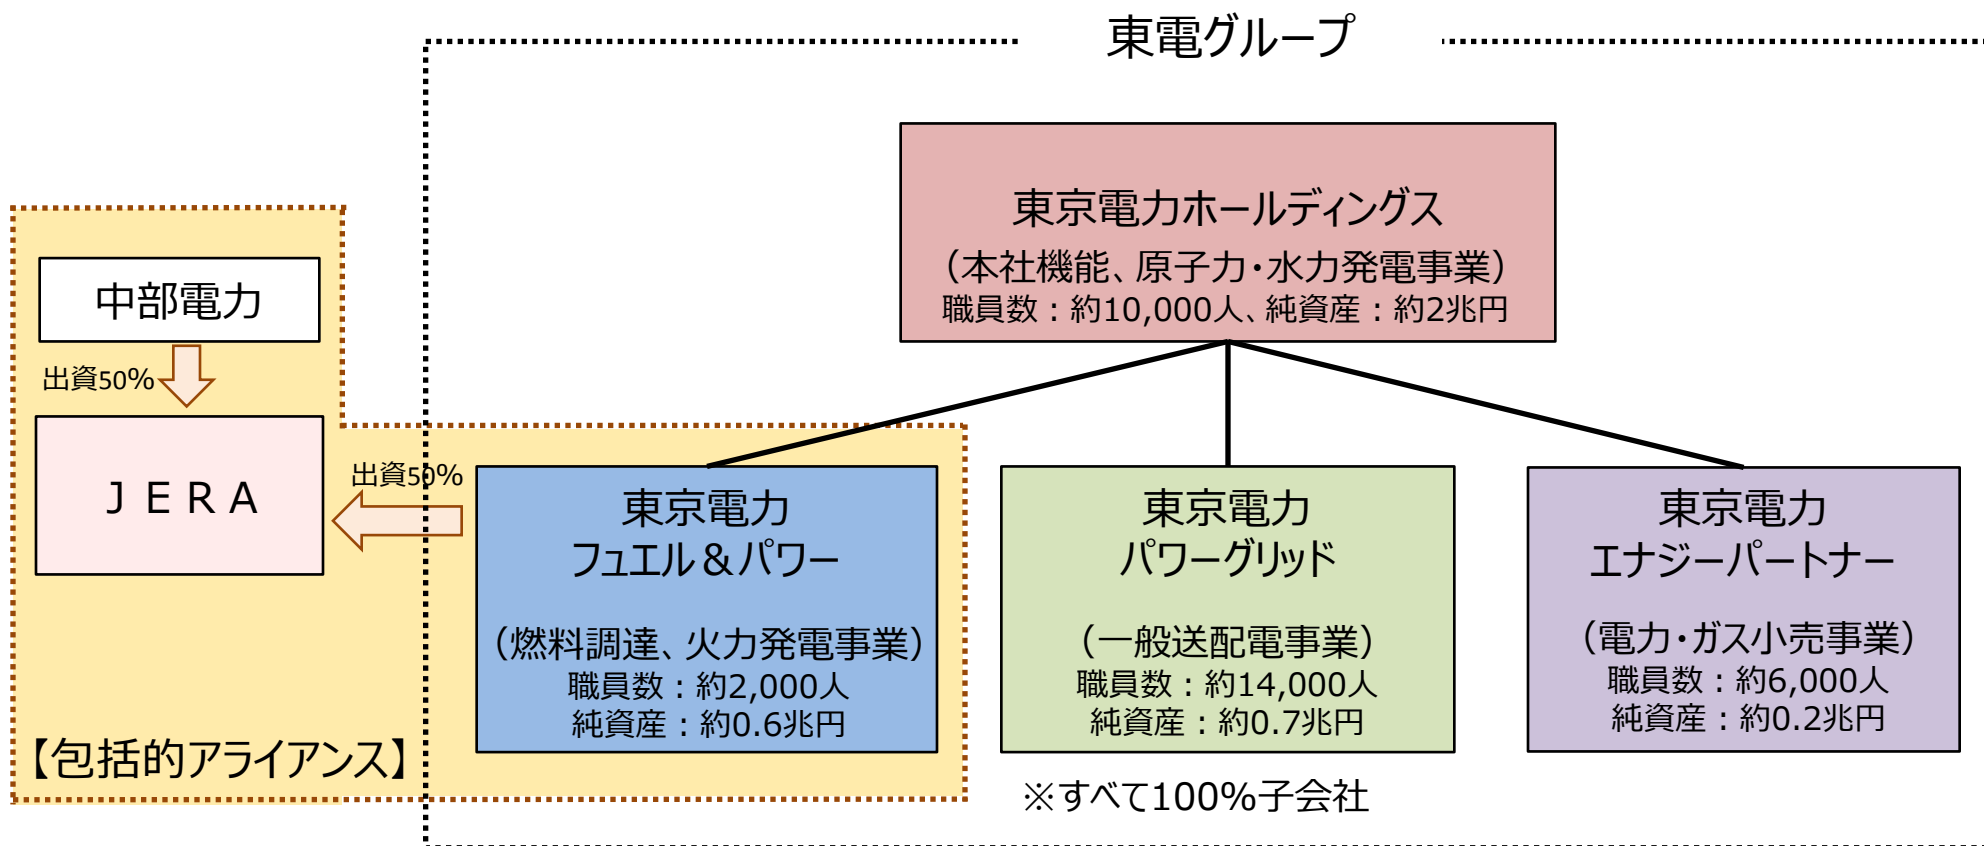 東電グループ
東京電力ホールディングス
（本社機能、原子力・水力発電事業）
職員数：約10,000人、純資産：約2兆円
中部電力
出資50%
ＪＥＲＡ
出資50%
東京電力
フュエル＆パワー
（燃料調達、火力発電事業）
職員数：約2,000人
純資産：約0.6兆円
東京電力
パワーグリッド
（一般送配電事業）
職員数：約14,000人
純資産：約0.7兆円
東京電力
エナジーパートナー
（電力・ガス小売事業）
職員数：約6,000人
純資産：約0.2兆円
【包括的アライアンス】
※すべて100%子会社